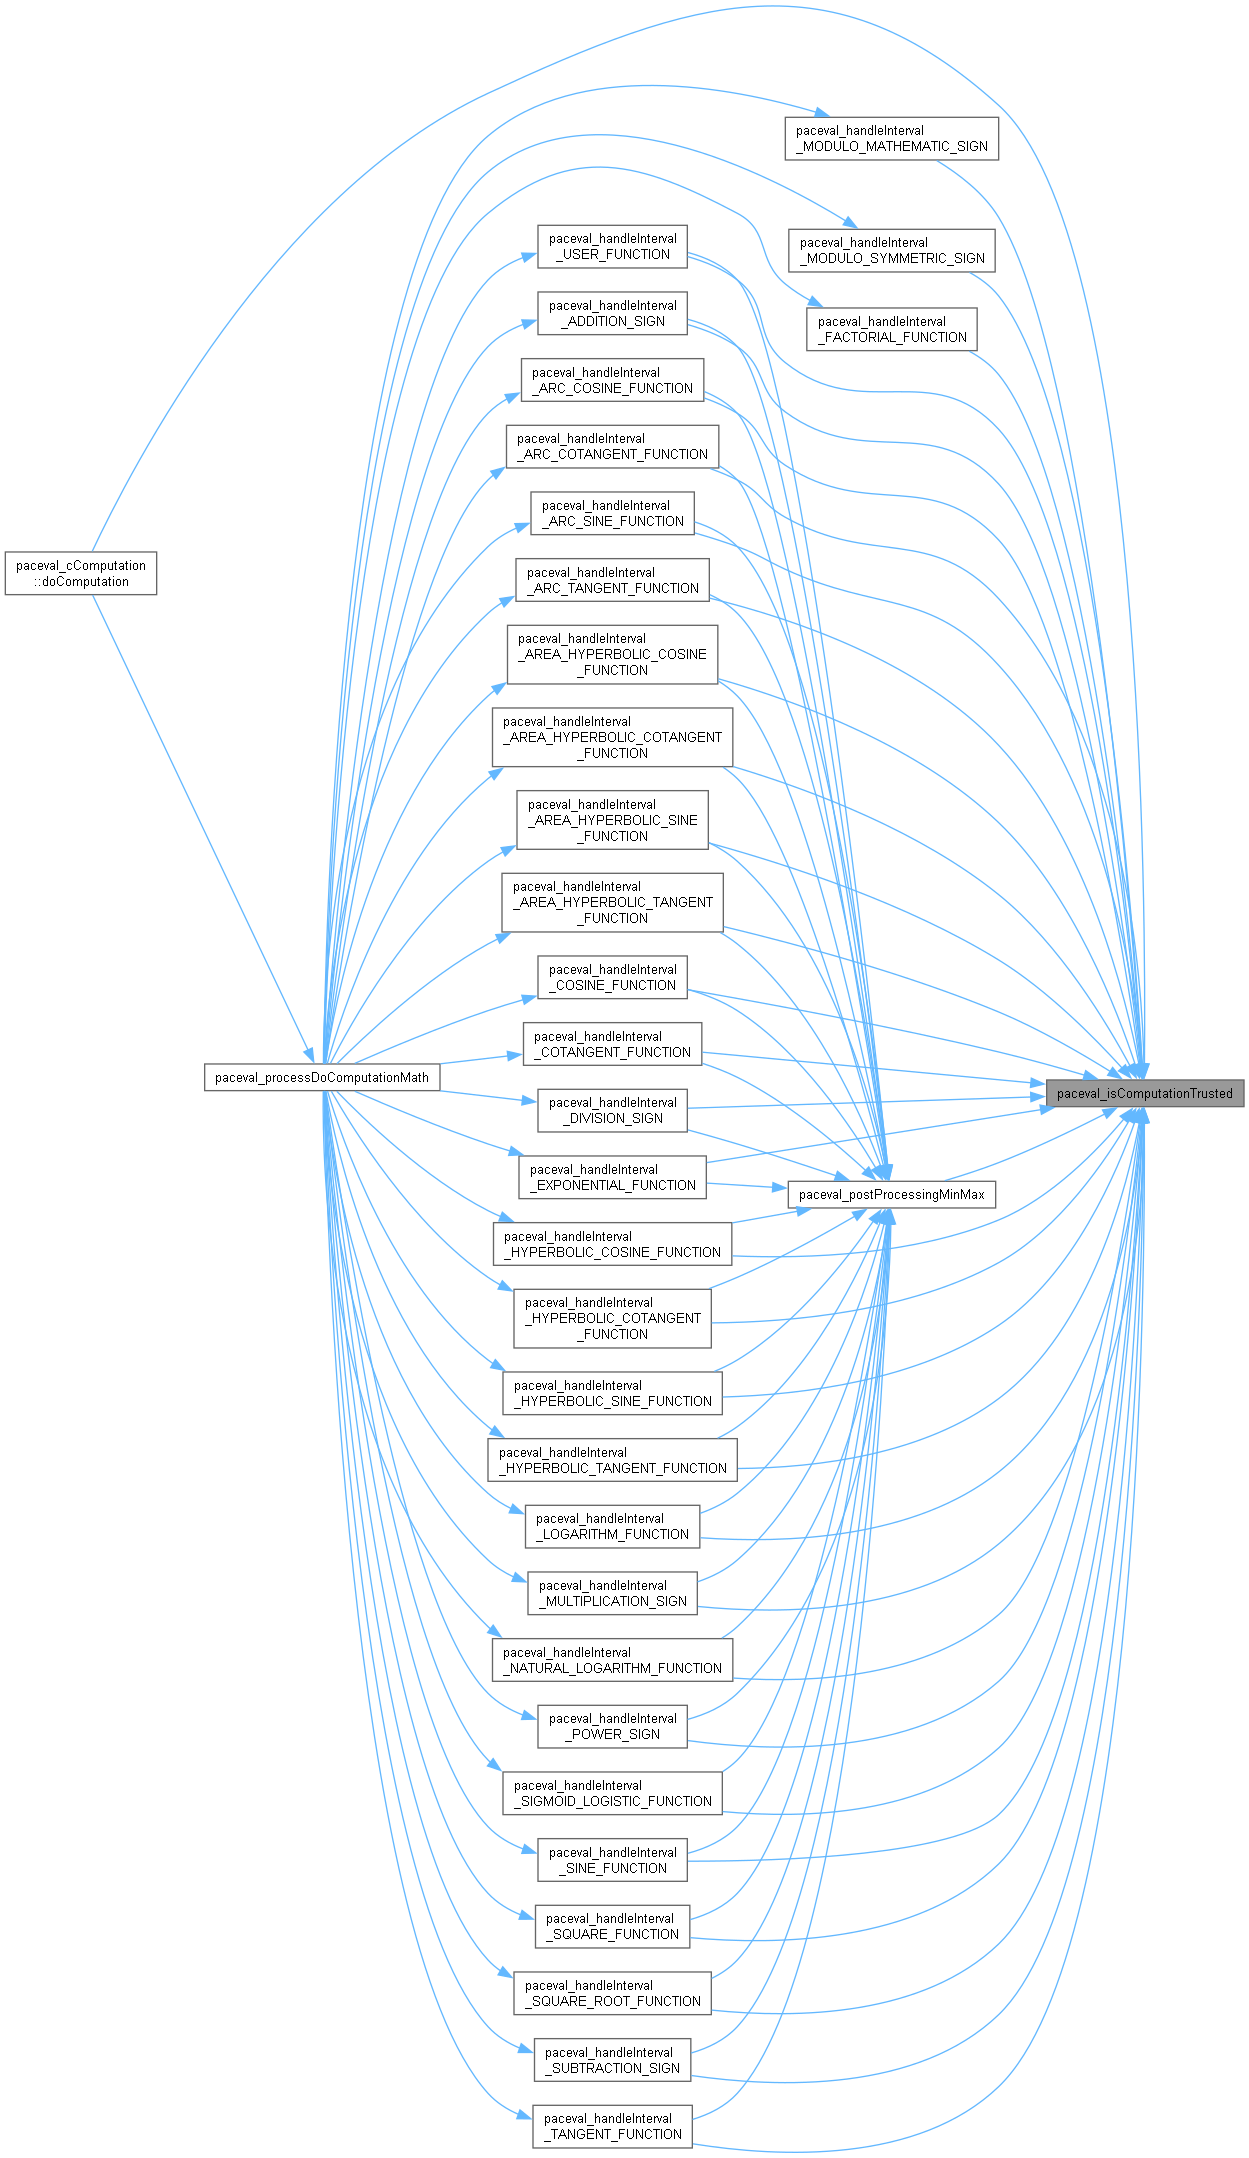 paceval_handleInterval
_MODULO_MATHEMATIC_SIGN
paceval_handleInterval
_MODULO_SYMMETRIC_SIGN
paceval_handleInterval
_FACTORIAL_FUNCTION
paceval_handleInterval
_USER_FUNCTION
paceval_handleInterval
_ADDITION_SIGN
paceval_handleInterval
_ARC_COSINE_FUNCTION
paceval_handleInterval
_ARC_COTANGENT_FUNCTION
paceval_handleInterval
_ARC_SINE_FUNCTION
paceval_cComputation
::doComputation
paceval_handleInterval
_ARC_TANGENT_FUNCTION
paceval_handleInterval
_AREA_HYPERBOLIC_COSINE
_FUNCTION
paceval_handleInterval
_AREA_HYPERBOLIC_COTANGENT
_FUNCTION
paceval_handleInterval
_AREA_HYPERBOLIC_SINE
_FUNCTION
paceval_handleInterval
_AREA_HYPERBOLIC_TANGENT
_FUNCTION
paceval_handleInterval
_COSINE_FUNCTION
paceval_handleInterval
_COTANGENT_FUNCTION
paceval_processDoComputationMath
paceval_isComputationTrusted
paceval_handleInterval
_DIVISION_SIGN
paceval_handleInterval
_EXPONENTIAL_FUNCTION
paceval_postProcessingMinMax
paceval_handleInterval
_HYPERBOLIC_COSINE_FUNCTION
paceval_handleInterval
_HYPERBOLIC_COTANGENT
_FUNCTION
paceval_handleInterval
_HYPERBOLIC_SINE_FUNCTION
paceval_handleInterval
_HYPERBOLIC_TANGENT_FUNCTION
paceval_handleInterval
_LOGARITHM_FUNCTION
paceval_handleInterval
_MULTIPLICATION_SIGN
paceval_handleInterval
_NATURAL_LOGARITHM_FUNCTION
paceval_handleInterval
_POWER_SIGN
paceval_handleInterval
_SIGMOID_LOGISTIC_FUNCTION
paceval_handleInterval
_SINE_FUNCTION
paceval_handleInterval
_SQUARE_FUNCTION
paceval_handleInterval
_SQUARE_ROOT_FUNCTION
paceval_handleInterval
_SUBTRACTION_SIGN
paceval_handleInterval
_TANGENT_FUNCTION